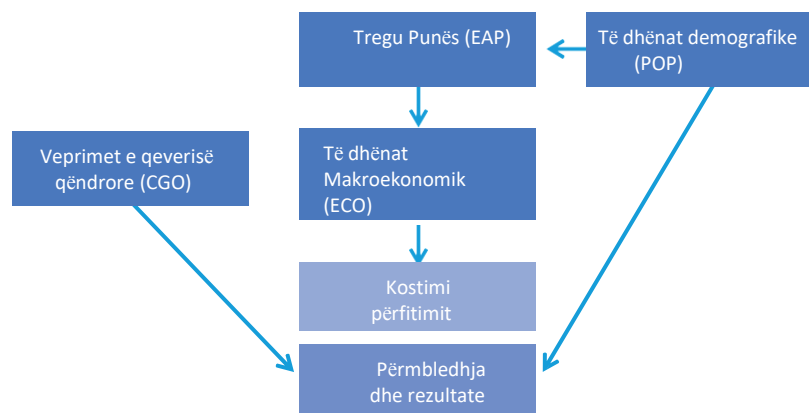 Tregu Punës (EAP)
Të dhënat demografike
(POP)
Veprimet e qeverisë
qëndrore (CGO)
Të dhënat
Makroekonomik
(ECO)
Kostimi
përfitimit
Përmbledhja
dhe rezultate